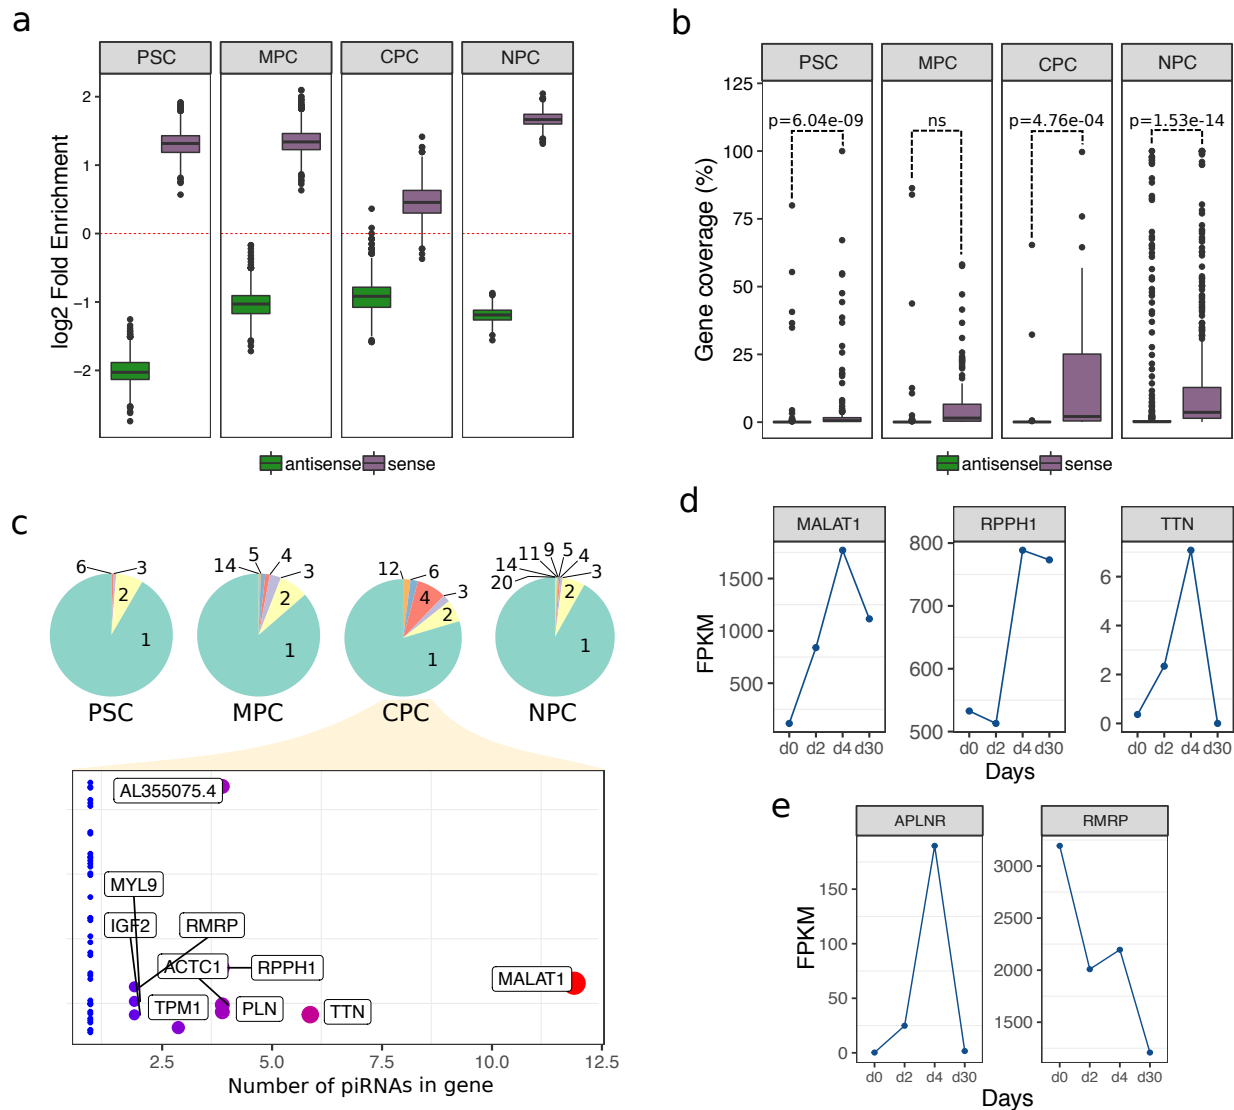 a
PSC MPC CPC NPC
log2 Fold Enrichment
2
1
0
−1
−2
antisense sense
b
PSC MPC CPC NPC
Gene coverage (%)
125
100
75
50
25
0
p=6.04e-09 ns p=4.76e-04 p=1.53e-14
antisense sense
c
6 3 2 1
PSC
14 5 4 3 2 1
MPC
12 6 4 3 2 1
CPC
20 14 11 9 5 4 3 2 1
NPC
AL355075.4
MYL9
IGF2 RMRP
ACTC1 RPPH1
MALAT1
TPM1 PLN TTN
2.5 5.0 7.5 10.0 12.5
Number of piRNAs in gene
d
MALAT1 RPPH1 TTN
FPKM
1500
1000
500
800
700
600
500
6
4
2
0
d0 d2 d4 d30 d0 d2 d4 d30 d0 d2 d4 d30
Days
e
APLNR RMRP
FPKM
150
100
50
0
3000
2500
2000
1500
d0 d2 d4 d30 d0 d2 d4 d30
Days